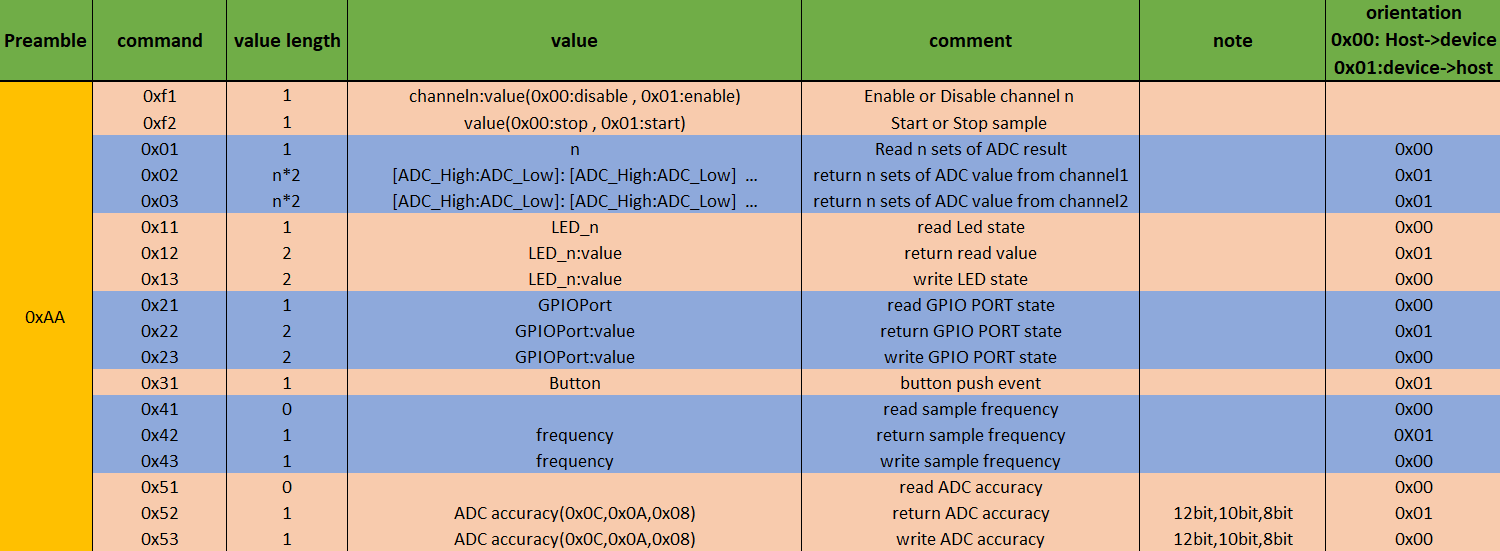 Preamble command value length value comment note orientation
0x00: Host->device
0x01:device->host
0xf1 1 channeln:value(0x00:disable , 0x01:enable) Enable or Disable channel n
0xf2 1 value(0x00:stop , 0x01:start) Start or Stop sample
0x01 1 n Read n sets of ADC result 0x00
0x02 n*2 [ADC_High:ADC_Low]: [ADC_High:ADC_Low] ... return n sets of ADC value from channel1 0x01
0x03 n*2 [ADC_High:ADC_Low]: [ADC_High:ADC_Low] ... return n sets of ADC value from channel2 0x01
0x11 1 LED_n read Led state 0x00
0x12 2 LED_n:value return read value 0x01
0x13 2 LED_n:value write LED state 0x00
0x21 1 GPIOPort read GPIO PORT state 0x00
0xAA
0x22 2 GPIOPort:value return GPIO PORT state 0x01
0x23 2 GPIOPort:value write GPIO PORT state 0x00
0x31 1 Button button push event 0x01
0x41 0 read sample frequency 0x00
0x42 1 frequency return sample frequency 0X01
0x43 1 frequency write sample frequency 0x00
0x51 0 read ADC accuracy 0x00
0x52 1 ADC accuracy(0x0C,0x0A,0x08) return ADC accuracy 12bit,10bit,8bit 0x01
0x53 1 ADC accuracy(0x0C,0x0A,0x08) write ADC accuracy 12bit,10bit,8bit 0x00